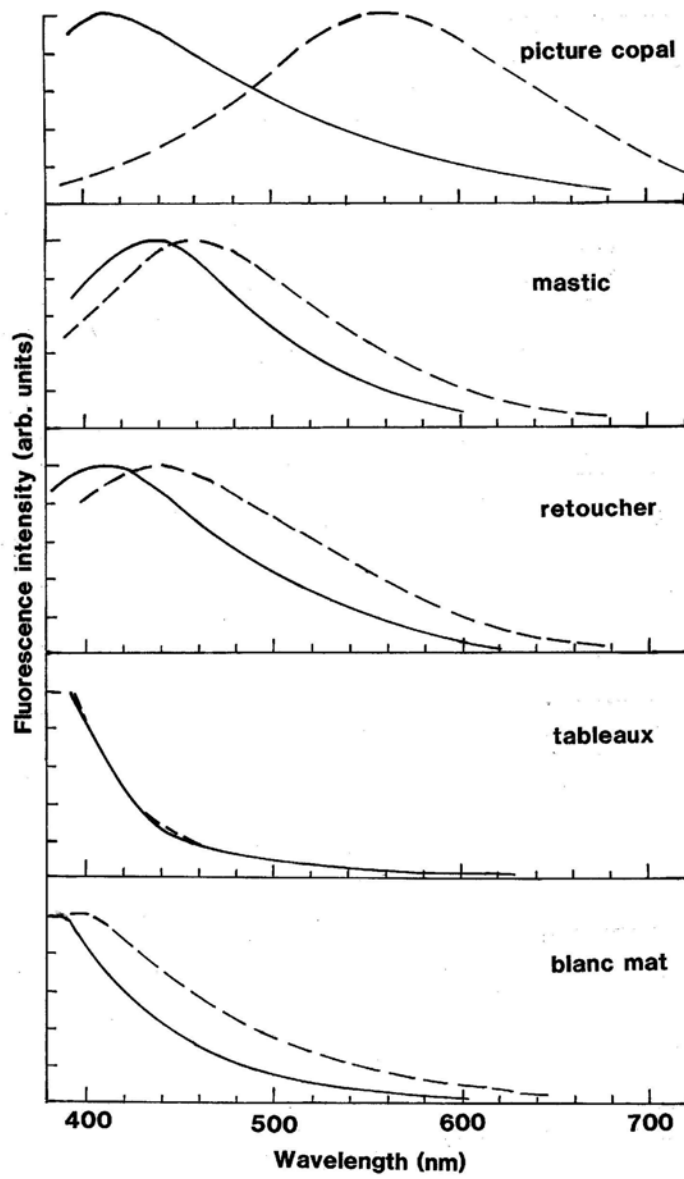 picture copal
mastic
retoucher
tableaux
blanc mat
Fluorescence intensity (arb. units)
400 500 600 700
Wavelength (nm)